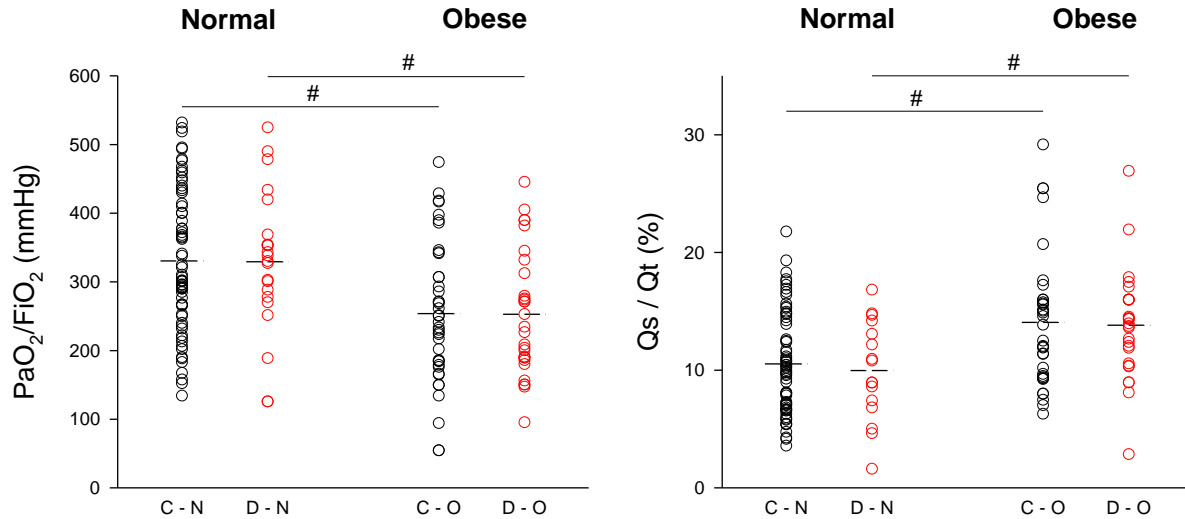 Normal Obese
#
#
600
500
400
300
200
100
0
PaO2/FiO2 (mmHg)
C - N D - N C - O D - O
Normal Obese
#
#
30
20
10
0
Qs / Qt (%)
C - N D - N C - O D - O